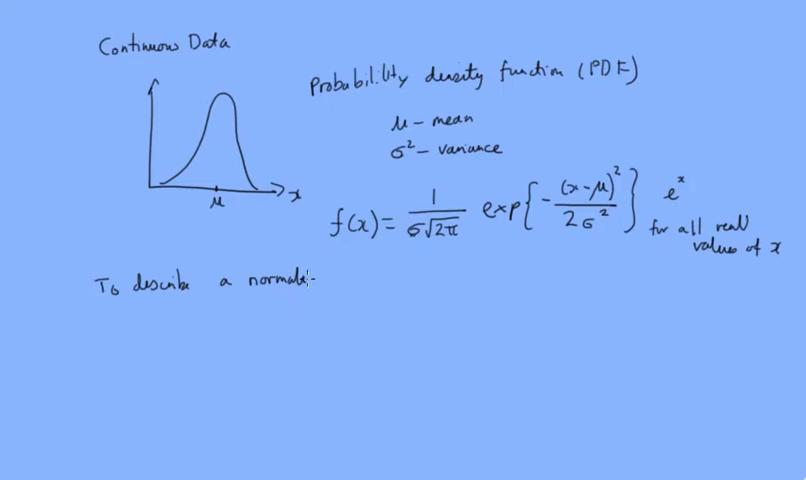 Continuous Data
Probability density function (PDF)
μ – mean
σ² – variance
x
μ
f(x) = 1/(σ√2π) exp{-(x-μ)²/(2σ²)} eˣ
for all real
values of x
To describe a normal